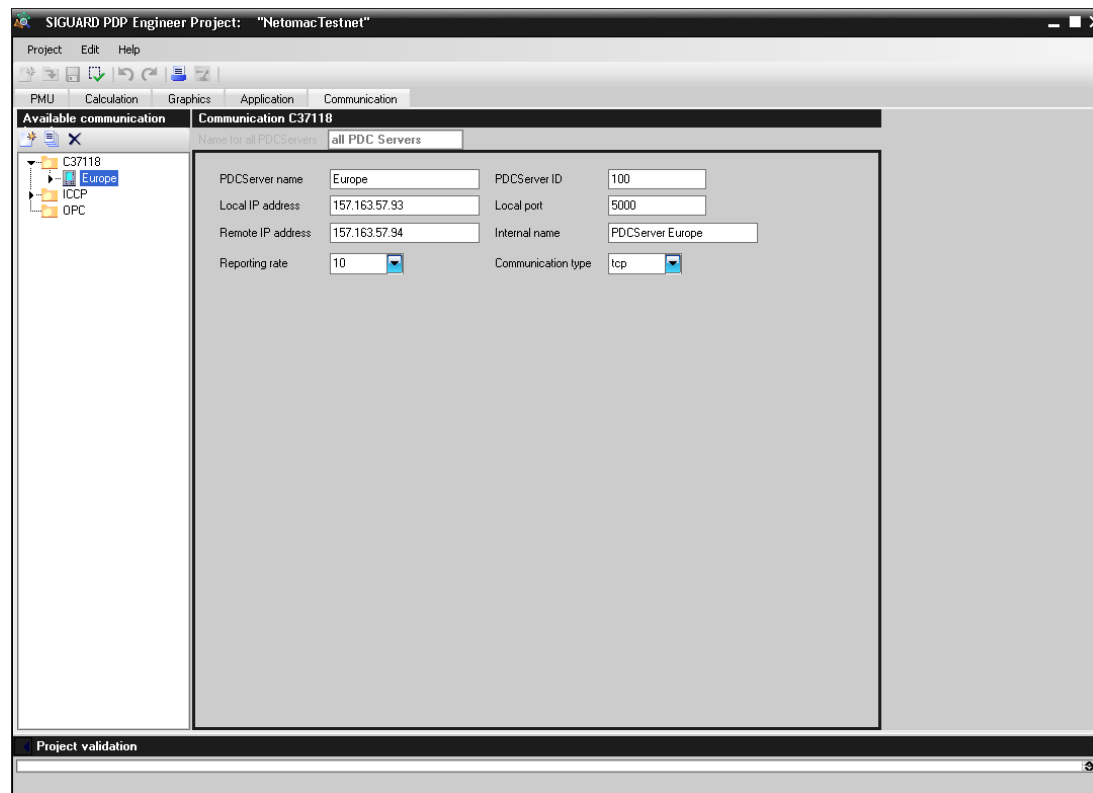 SIGUARD PDP Engineer Project: "NetomacTestnet"
Project Edit Help
PMU Calculation Graphics Application Communication
Available communication
Communication C37118
Name for all PDCServers all PDC Servers
C37118
Europe
ICCP
OPC
PDCServer name Europe PDCServer ID 100
Local IP address 157.163.57.93 Local port 5000
Remote IP address 157.163.57.94 Internal name PDCServer Europe
Reporting rate 10 Communication type tcp
Project validation